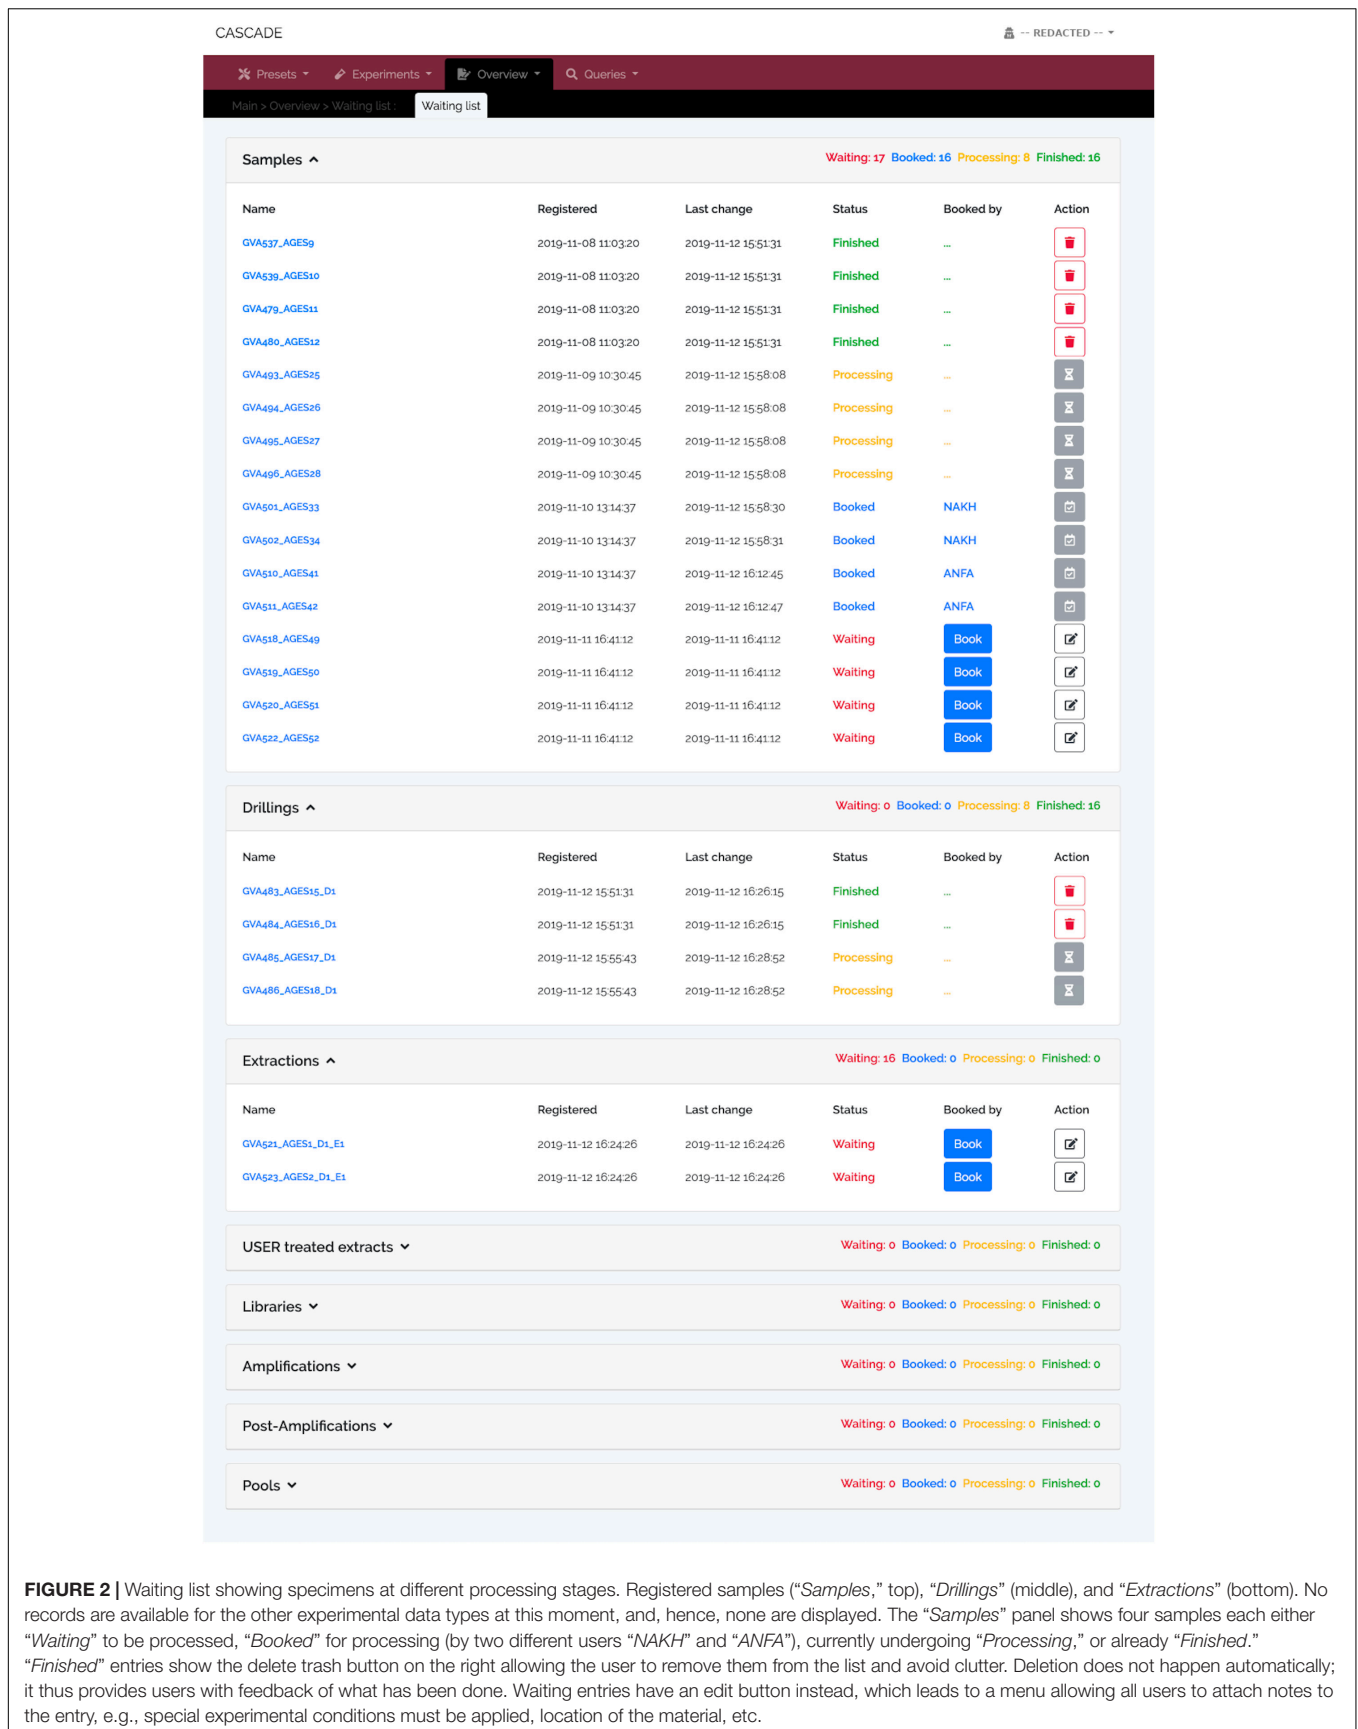 CASCADE
-- REDACTED --
Presets Experiments Overview Queries
Main > Overview > Waiting list : Waiting list
Samples Waiting: 17 Booked: 16 Processing: 8 Finished: 16
Name Registered Last change Status Booked by Action
GVA537_AGES9 2019-11-08 11:03:20 2019-11-12 15:51:31 Finished ...
GVA539_AGES10 2019-11-08 11:03:20 2019-11-12 15:51:31 Finished ...
GVA479_AGES11 2019-11-08 11:03:20 2019-11-12 15:51:31 Finished ...
GVA480_AGES12 2019-11-08 11:03:20 2019-11-12 15:51:31 Finished ...
GVA493_AGES25 2019-11-09 10:30:45 2019-11-12 15:58:08 Processing ...
GVA494_AGES26 2019-11-09 10:30:45 2019-11-12 15:58:08 Processing ...
GVA495_AGES27 2019-11-09 10:30:45 2019-11-12 15:58:08 Processing ...
GVA496_AGES28 2019-11-09 10:30:45 2019-11-12 15:58:08 Processing ...
GVA501_AGES33 2019-11-10 13:14:37 2019-11-12 15:58:30 Booked NAKH
GVA502_AGES34 2019-11-10 13:14:37 2019-11-12 15:58:31 Booked NAKH
GVA510_AGES41 2019-11-10 13:14:37 2019-11-12 16:12:45 Booked ANFA
GVA511_AGES42 2019-11-10 13:14:37 2019-11-12 16:12:47 Booked ANFA
GVA518_AGES49 2019-11-11 16:41:12 2019-11-11 16:41:12 Waiting Book
GVA519_AGES50 2019-11-11 16:41:12 2019-11-11 16:41:12 Waiting Book
GVA520_AGES51 2019-11-11 16:41:12 2019-11-11 16:41:12 Waiting Book
GVA522_AGES52 2019-11-11 16:41:12 2019-11-11 16:41:12 Waiting Book
Drillings Waiting: 0 Booked: 0 Processing: 8 Finished: 16
Name Registered Last change Status Booked by Action
GVA483_AGES15_D1 2019-11-12 15:51:31 2019-11-12 16:26:15 Finished ...
GVA484_AGES16_D1 2019-11-12 15:51:31 2019-11-12 16:26:15 Finished ...
GVA485_AGES17_D1 2019-11-12 15:55:43 2019-11-12 16:28:52 Processing ...
GVA486_AGES18_D1 2019-11-12 15:55:43 2019-11-12 16:28:52 Processing ...
Extractions Waiting: 16 Booked: 0 Processing: 0 Finished: 0
Name Registered Last change Status Booked by Action
GVA521_AGES1_D1_E1 2019-11-12 16:24:26 2019-11-12 16:24:26 Waiting Book
GVA523_AGES2_D1_E1 2019-11-12 16:24:26 2019-11-12 16:24:26 Waiting Book
USER treated extracts Waiting: 0 Booked: 0 Processing: 0 Finished: 0
Libraries Waiting: 0 Booked: 0 Processing: 0 Finished: 0
Amplifications Waiting: 0 Booked: 0 Processing: 0 Finished: 0
Post-Amplifications Waiting: 0 Booked: 0 Processing: 0 Finished: 0
Pools Waiting: 0 Booked: 0 Processing: 0 Finished: 0
FIGURE 2 | Waiting list showing specimens at different processing stages. Registered samples (“Samples,” top), “Drillings” (middle), and “Extractions” (bottom). No
records are available for the other experimental data types at this moment, and, hence, none are displayed. The “Samples” panel shows four samples each either
“Waiting” to be processed, “Booked” for processing (by two different users “NAKH” and “ANFA”), currently undergoing “Processing,” or already “Finished.”
“Finished” entries show the delete trash button on the right allowing the user to remove them from the list and avoid clutter. Deletion does not happen automatically;
it thus provides users with feedback of what has been done. Waiting entries have an edit button instead, which leads to a menu allowing all users to attach notes to
the entry, e.g., special experimental conditions must be applied, location of the material, etc.